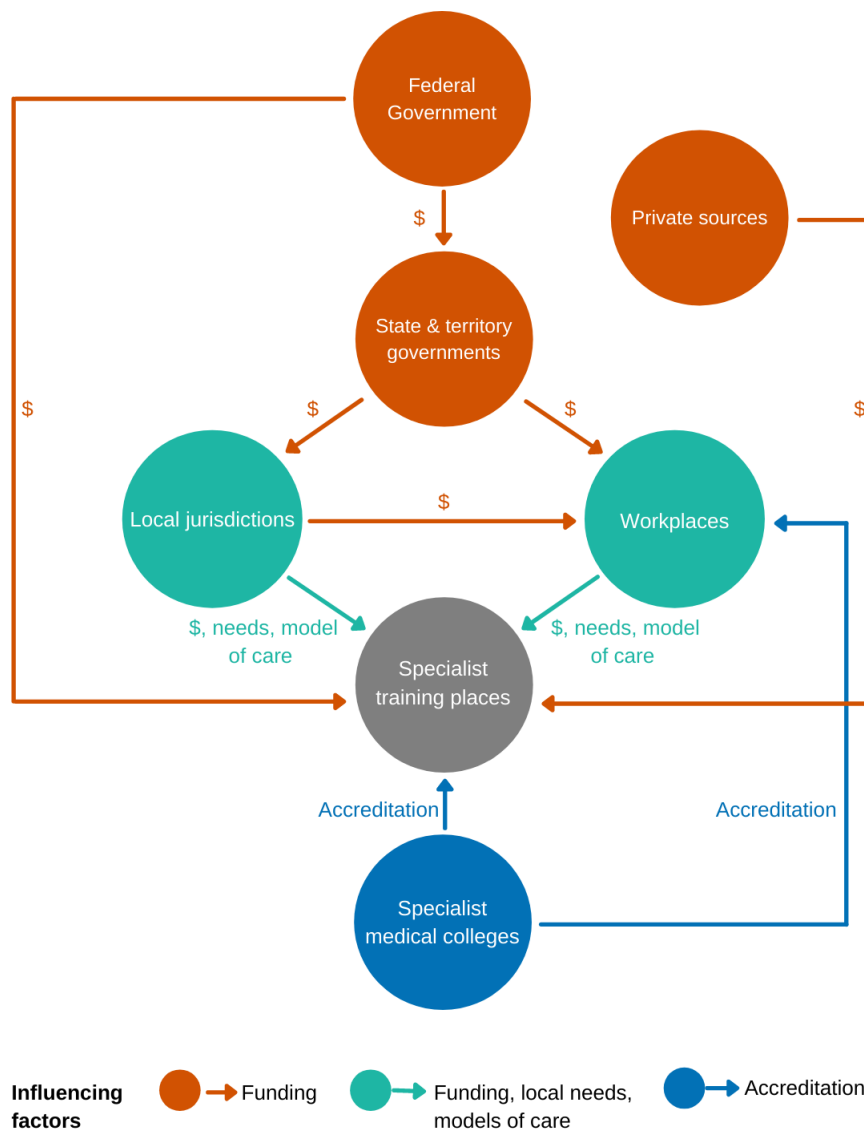 Federal
Government
Private sources
$
State & territory
governments
$
$
$
$
Local jurisdictions
$
Workplaces
$, needs, model
of care
$, needs, model
of care
Specialist
training places
Accreditation
Accreditation
Specialist
medical colleges
Influencing
factors
Funding
Funding, local needs,
models of care
Accreditation